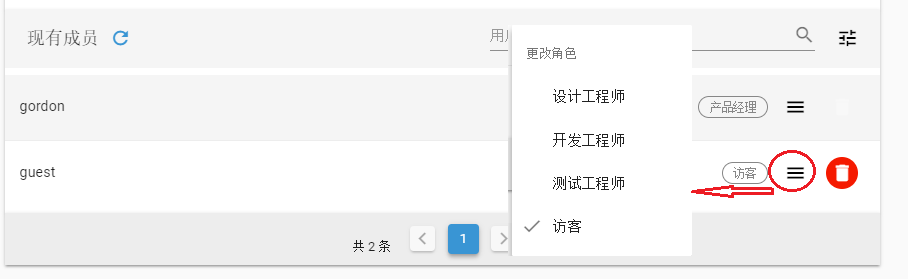 现有成员
用
更改角色
设计工程师
开发工程师
测试工程师
访客
gordon
产品经理
guest
访客
共 2 条
1